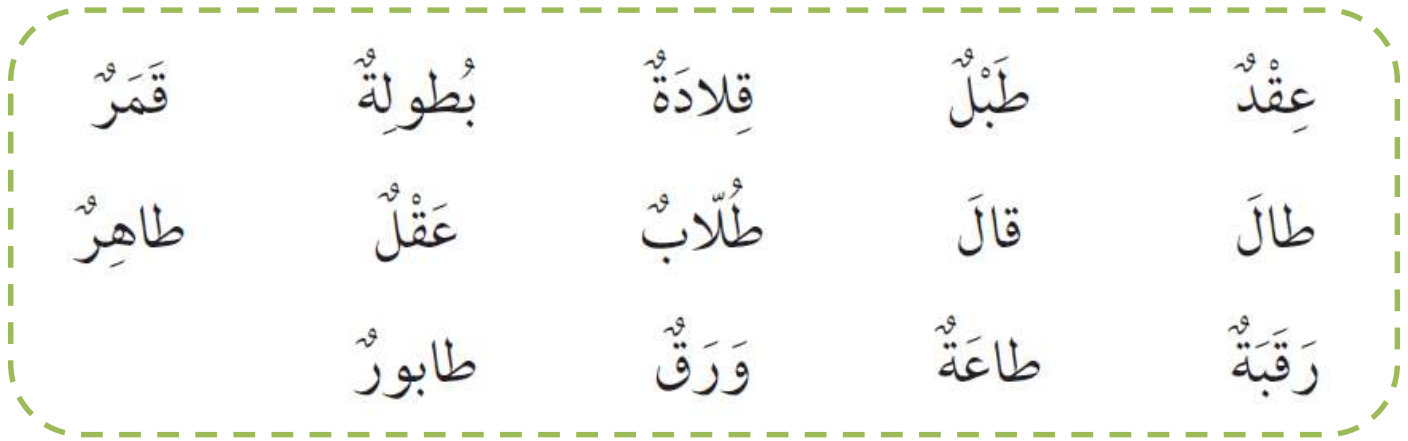 عِقْدٌ طَبْلٌ قِلادَةٌ بُطولِةٌ قَمَرٌ
طالَ قالَ طُلّابٌ عَقْلٌ طاهِرٌ
رَقَبَةٌ طاعَةٌ وَرَقٌ طابورٌ